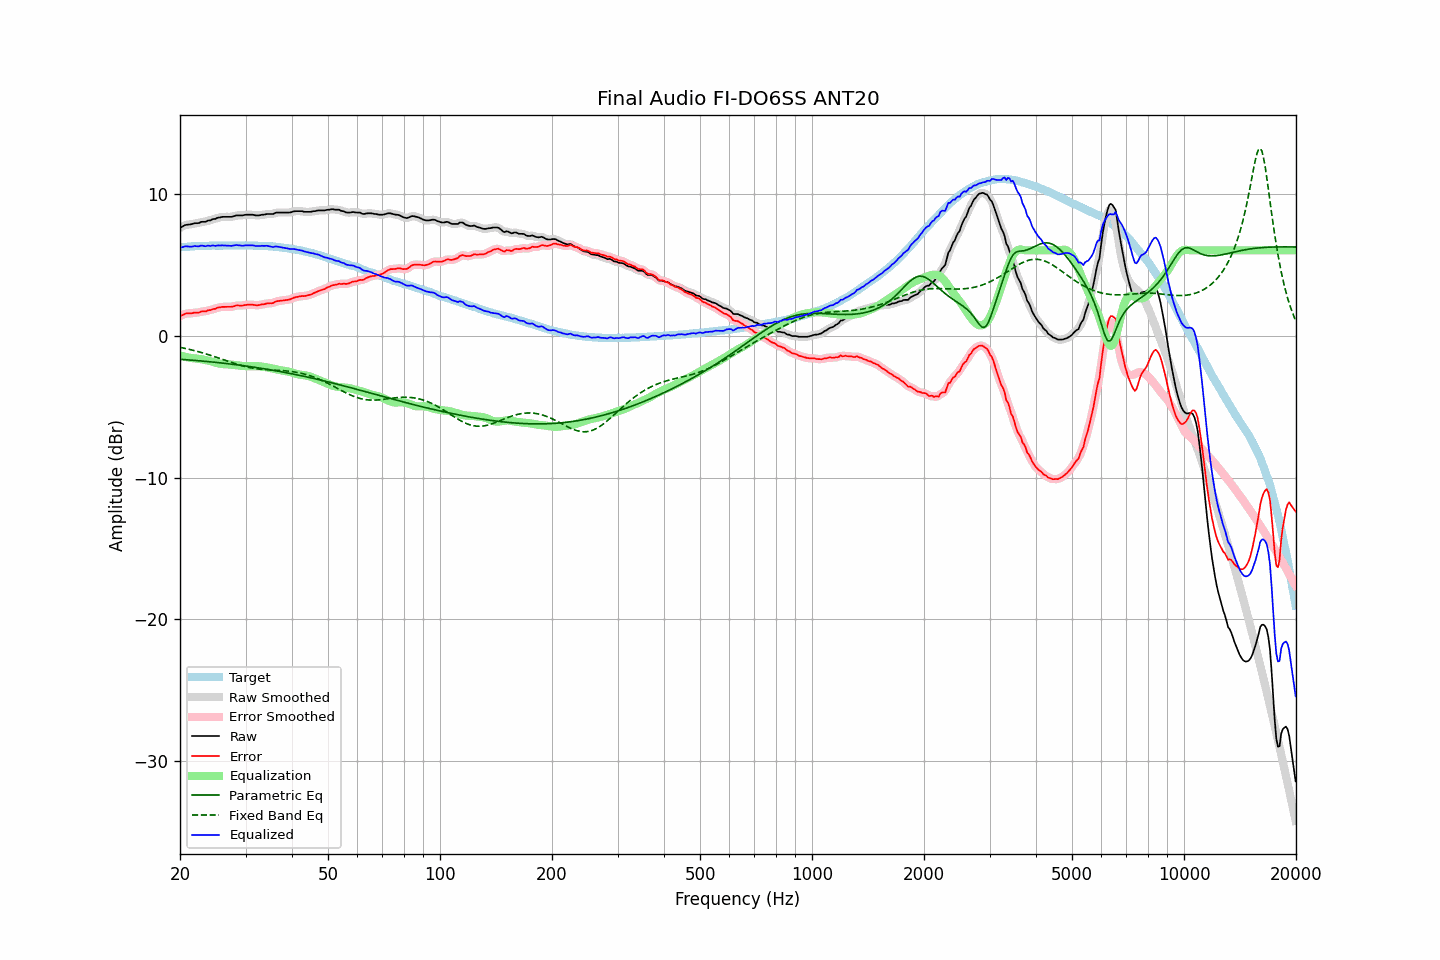 Final Audio FI-DO6SS ANT20
Amplitude (dBr)
10
0
−10
−20
−30
Target
Raw Smoothed
Error Smoothed
Raw
Error
Equalization
Parametric Eq
Fixed Band Eq
Equalized
20
50
100
200
500
1000
2000
5000
10000
20000
Frequency (Hz)